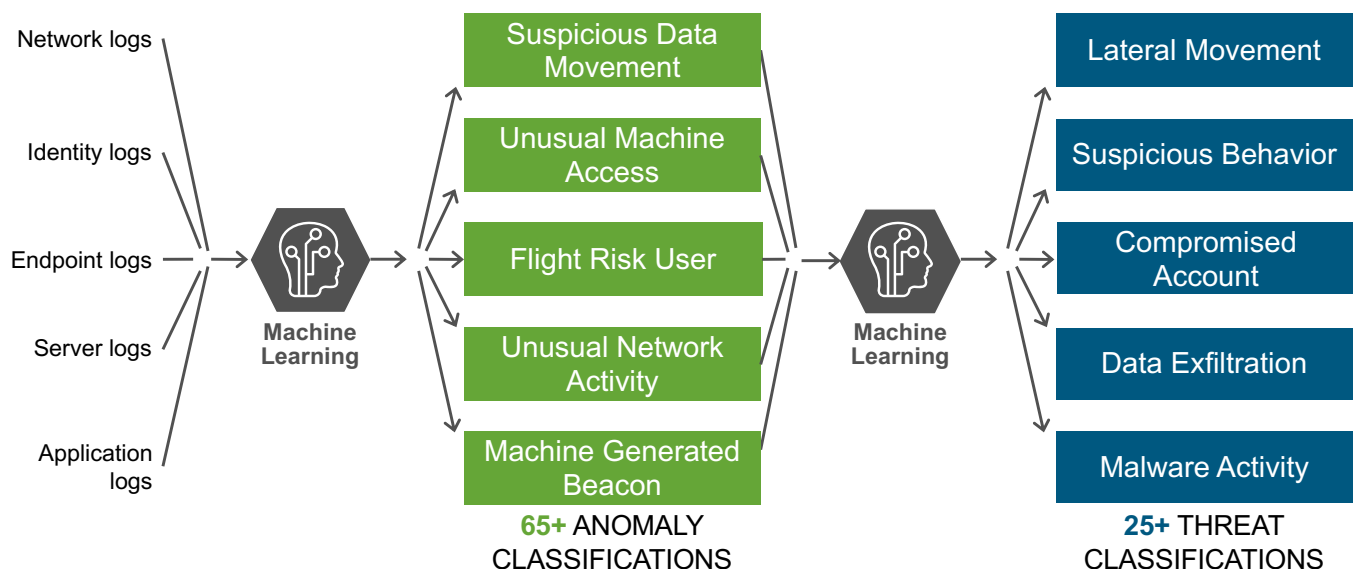 Network logs
Identity logs
Endpoint logs
Server logs
Application
logs
Machine
Learning
Suspicious Data
Movement
Unusual Machine
Access
Flight Risk User
Unusual Network
Activity
Machine Generated
Beacon
65+ ANOMALY
CLASSIFICATIONS
Machine
Learning
Lateral Movement
Suspicious Behavior
Compromised
Account
Data Exfiltration
Malware Activity
25+ THREAT
CLASSIFICATIONS